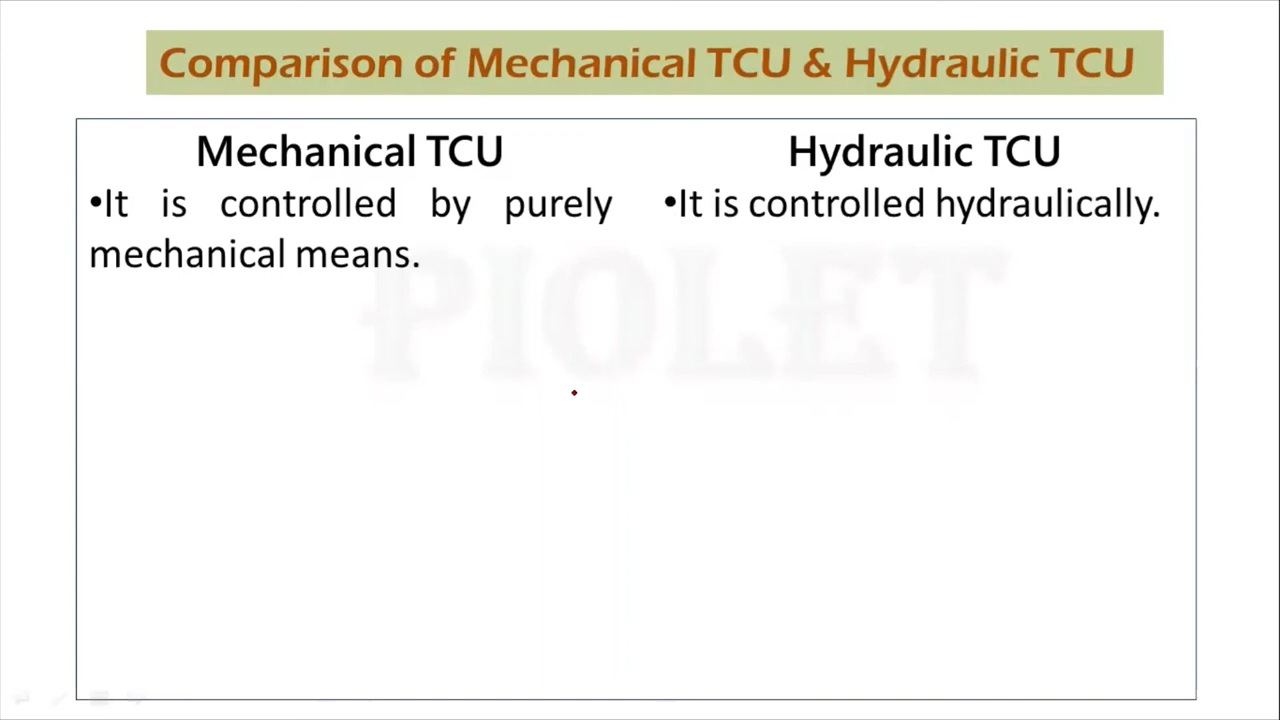 Comparison of Mechanical TCU & Hydraulic TCU
Mechanical TCU
•It is controlled by purely
mechanical means.
Hydraulic TCU
•It is controlled hydraulically.
PIOLET